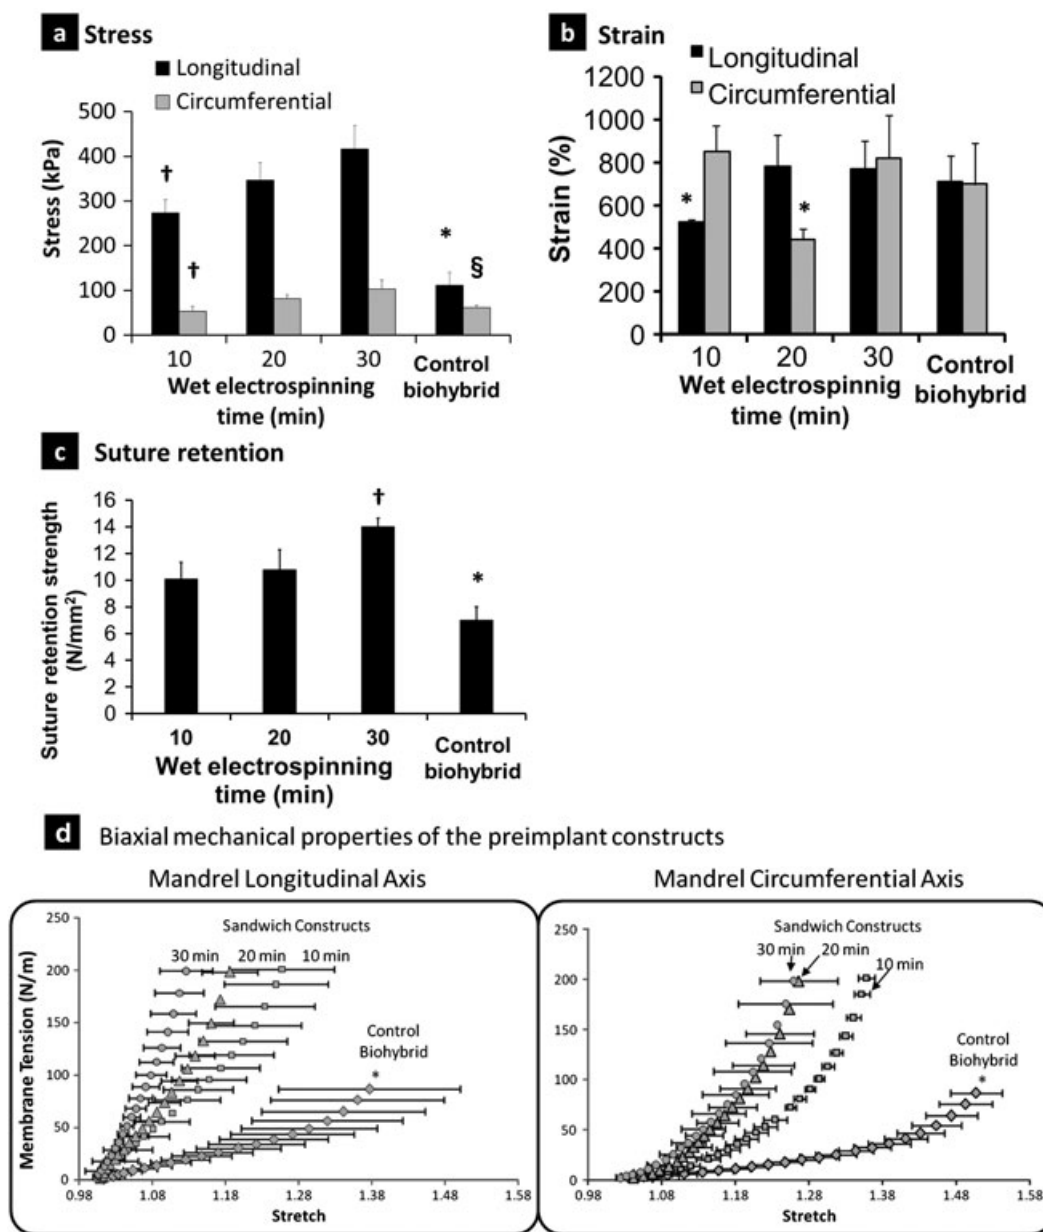 a Stress
Longitudinal
Circumferential
500
400
300
200
100
0
Stress (kPa)
†
†
*
§
10 20 30 Control
biohybrid
Wet electrospinning
time (min)
b Strain
Longitudinal
Circumferential
1200
1000
800
600
400
200
0
Strain (%)
*
*
10 20 30 Control
biohybrid
Wet electrospinnig
time (min)
c Suture retention
16
14
12
10
8
6
4
2
0
Suture retention strength
(N/mm²)
†
*
10 20 30 Control
biohybrid
Wet electrospinning
time (min)
d Biaxial mechanical properties of the preimplant constructs
Mandrel Longitudinal Axis
250
200
150
100
50
0
Membrane Tension (N/m)
Sandwich Constructs
30 min 20 min 10 min
Control
Biohybrid
*
0.98 1.08 1.18 1.28 1.38 1.48 1.58
Stretch
Mandrel Circumferential Axis
250
200
150
100
50
0
Sandwich Constructs
30 min 20 min
10 min
Control
Biohybrid
*
0.98 1.08 1.18 1.28 1.38 1.48 1.58
Stretch